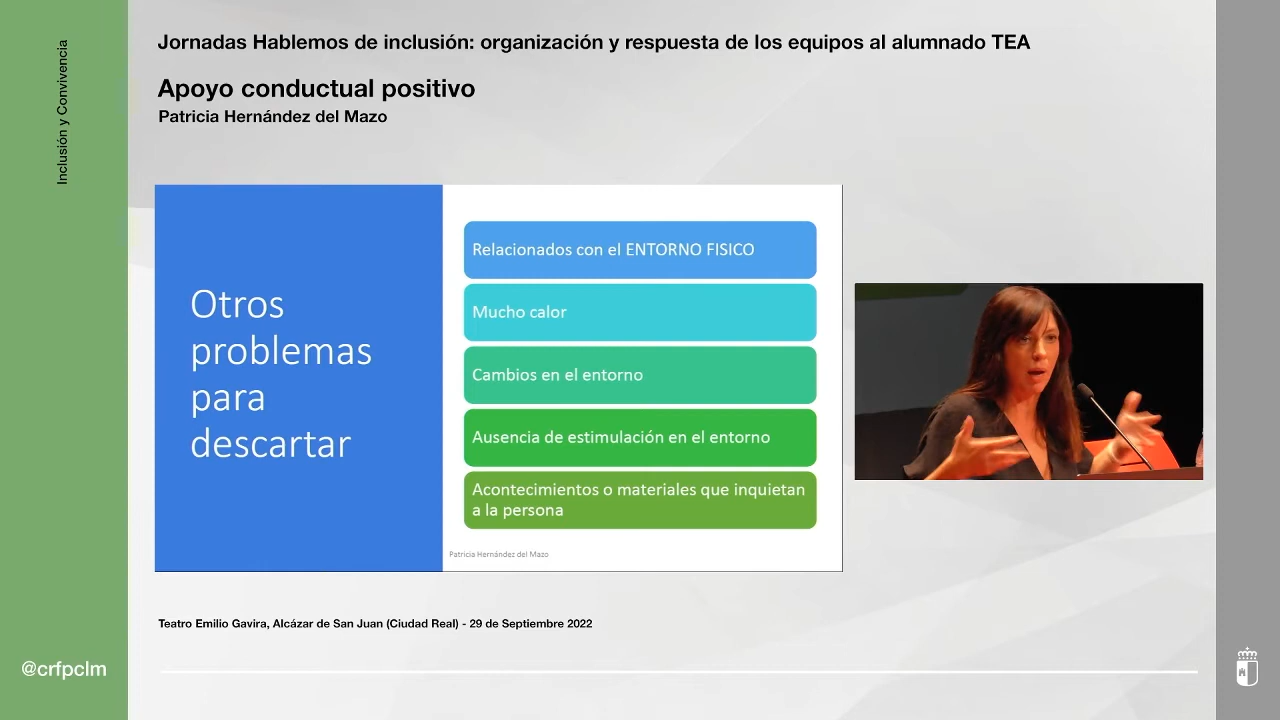 Inclusión y Convivencia
Jornadas Hablemos de inclusión: organización y respuesta de los equipos al alumnado TEA
Apoyo conductual positivo
Patricia Hernández del Mazo
Otros
problemas
para
descartar
Relacionados con el ENTORNO FISICO
Mucho calor
Cambios en el entorno
Ausencia de estimulación en el entorno
Acontecimientos o materiales que inquietan
a la persona
Patricia Hernández del Mazo
Teatro Emilio Gavira, Alcázar de San Juan (Ciudad Real) - 29 de Septiembre 2022
@crfpclm